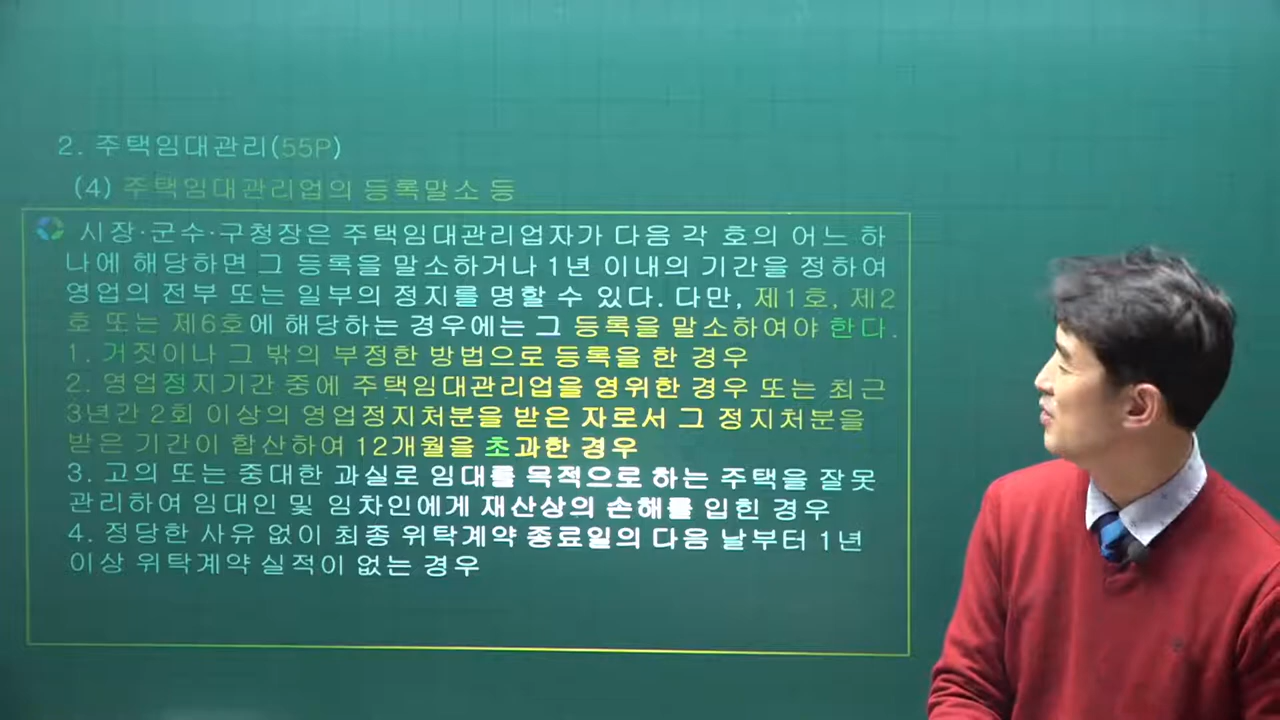 2. 주택임대관리(55P)
(4) 주택임대관리업의 등록말소 등
시장·군수·구청장은 주택임대관리업자가 다음 각 호의 어느 하
나에 해당하면 그 등록을 말소하거나 1년 이내의 기간을 정하여
영업의 전부 또는 일부의 정지를 명할 수 있다. 다만, 제1호, 제2
호 또는 제6호에 해당하는 경우에는 그 등록을 말소하여야 한다.
1. 거짓이나 그 밖의 부정한 방법으로 등록을 한 경우
2. 영업정지기간 중에 주택임대관리업을 영위한 경우 또는 최근
3년간 2회 이상의 영업정지처분을 받은 자로서 그 정지처분을
받은 기간이 합산하여 12개월을 초과한 경우
3. 고의 또는 중대한 과실로 임대를 목적으로 하는 주택을 잘못
관리하여 임대인 및 임차인에게 재산상의 손해를 입힌 경우
4. 정당한 사유 없이 최종 위탁계약 종료일의 다음 날부터 1년
이상 위탁계약 실적이 없는 경우